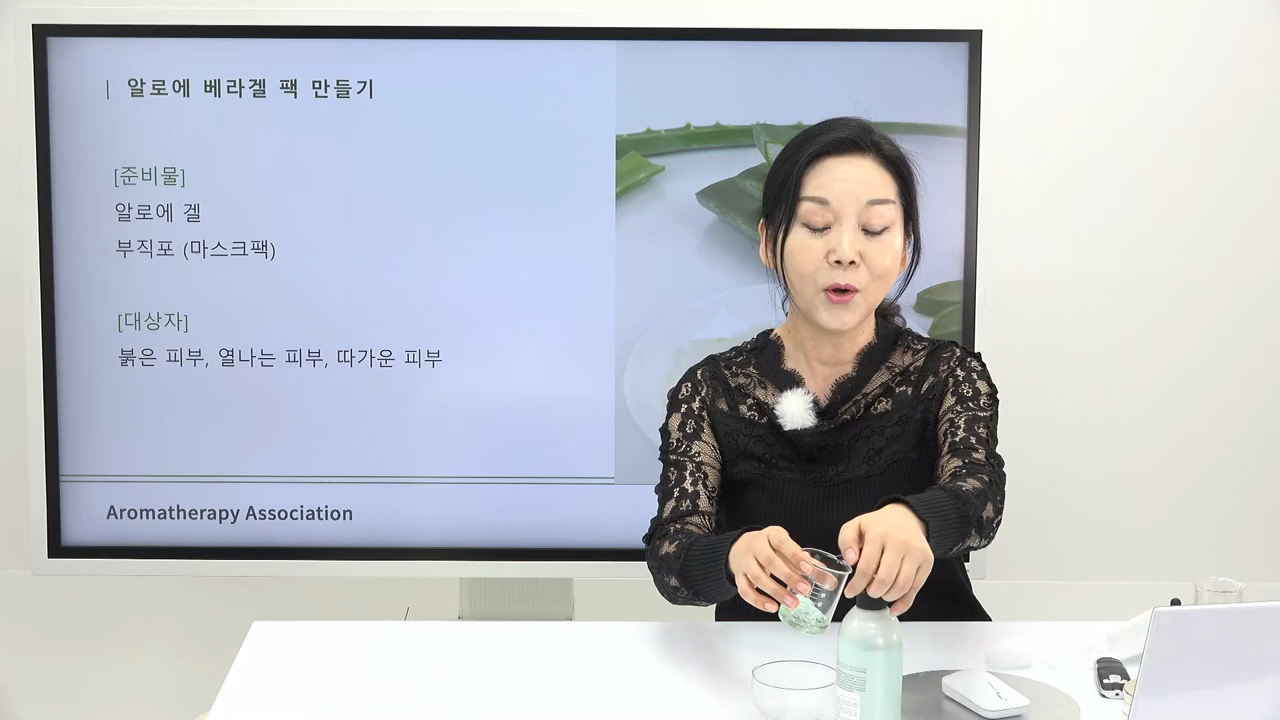 | 알로에 베라겔 팩 만들기
[준비물]
알로에 겔
부직포 (마스크팩)
[대상자]
붉은 피부, 열나는 피부, 따가운 피부
Aromatherapy Association